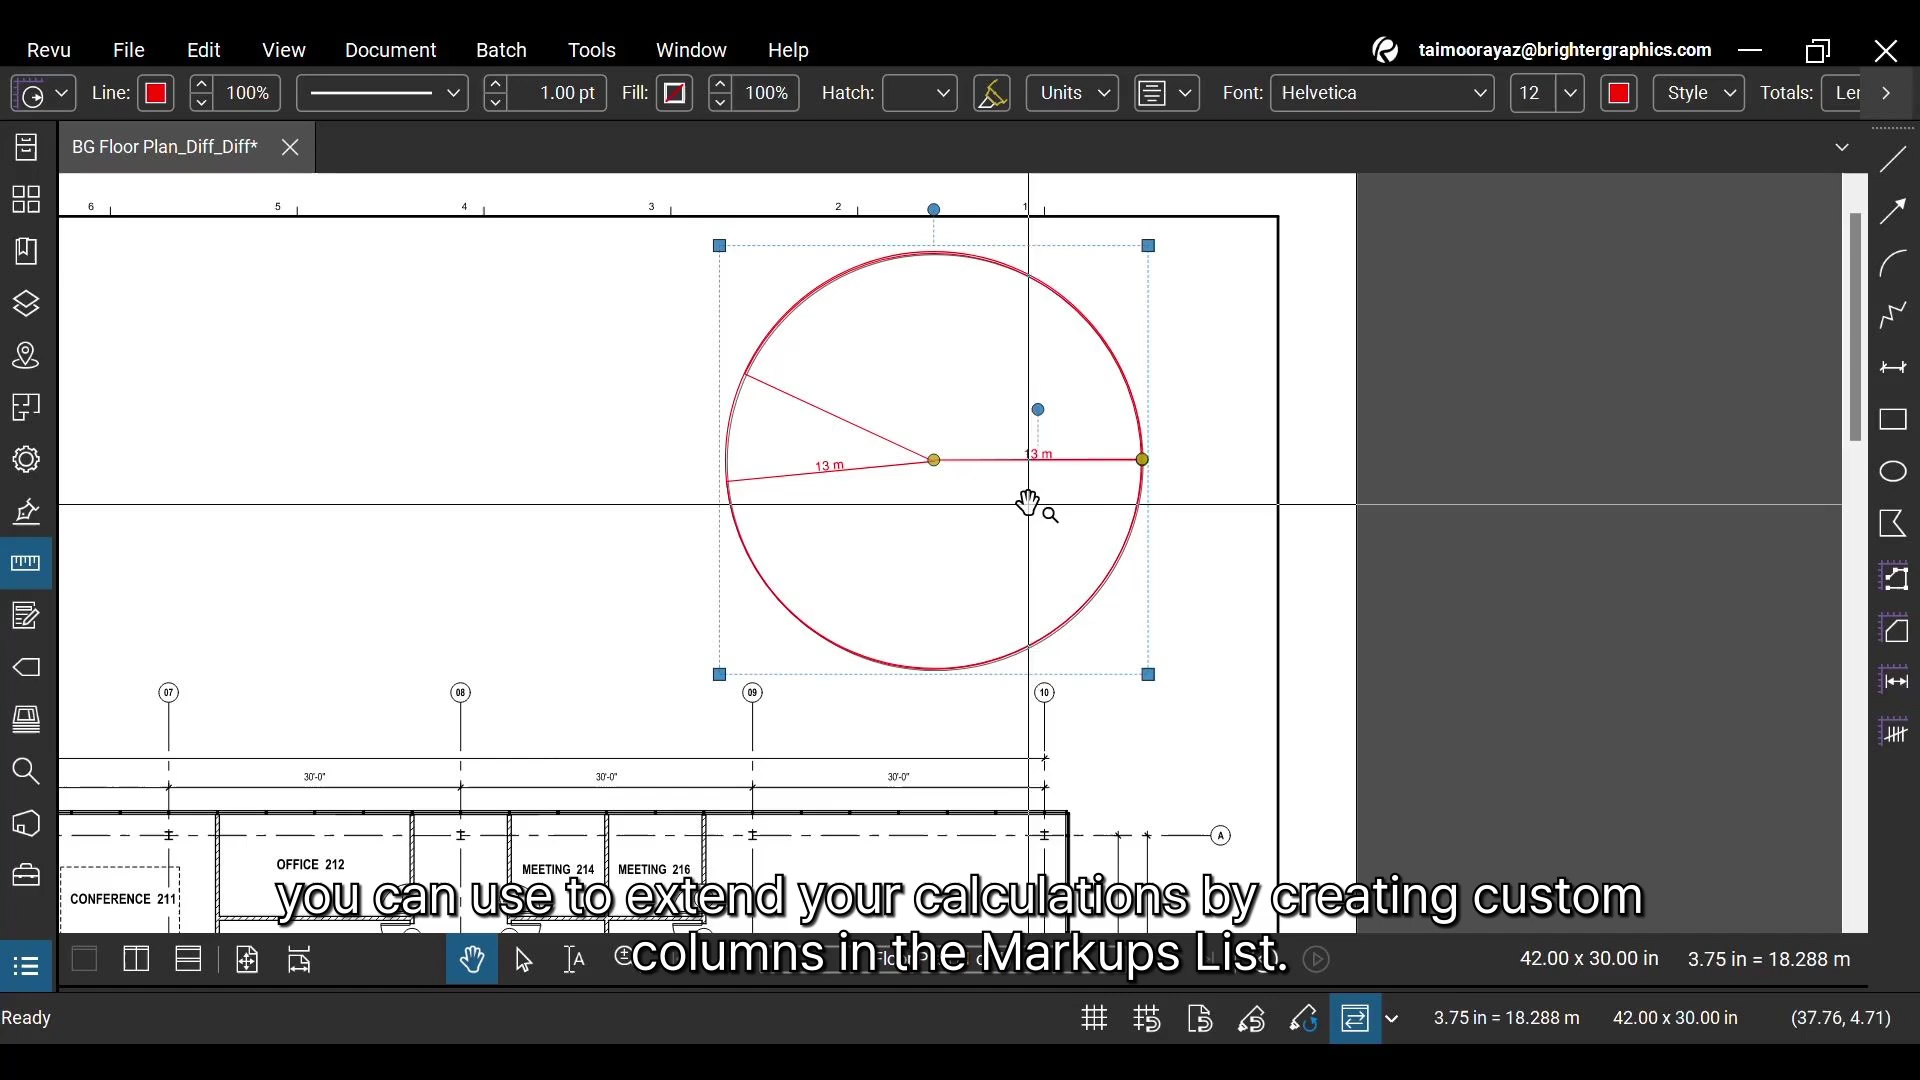 Revu File Edit View Document Batch Tools Window Help taimoorayaz@brightergraphics.com
Line: 100% 1.00 pt Fill: 100% Hatch: Units Font: Helvetica 12 Style Totals: Ler
BG Floor Plan_Diff_Diff*
6 5 4 3 2 1
13 m
13 m
07 08 09 10
30'-0" 30'-0" 30'-0"
A
OFFICE 212
MEETING 214 MEETING 216
CONFERENCE 211
you can use to extend your calculations by creating custom
columns in the Markups List.
42.00 x 30.00 in 3.75 in = 18.288 m
Ready 3.75 in = 18.288 m 42.00 x 30.00 in (37.76, 4.71)